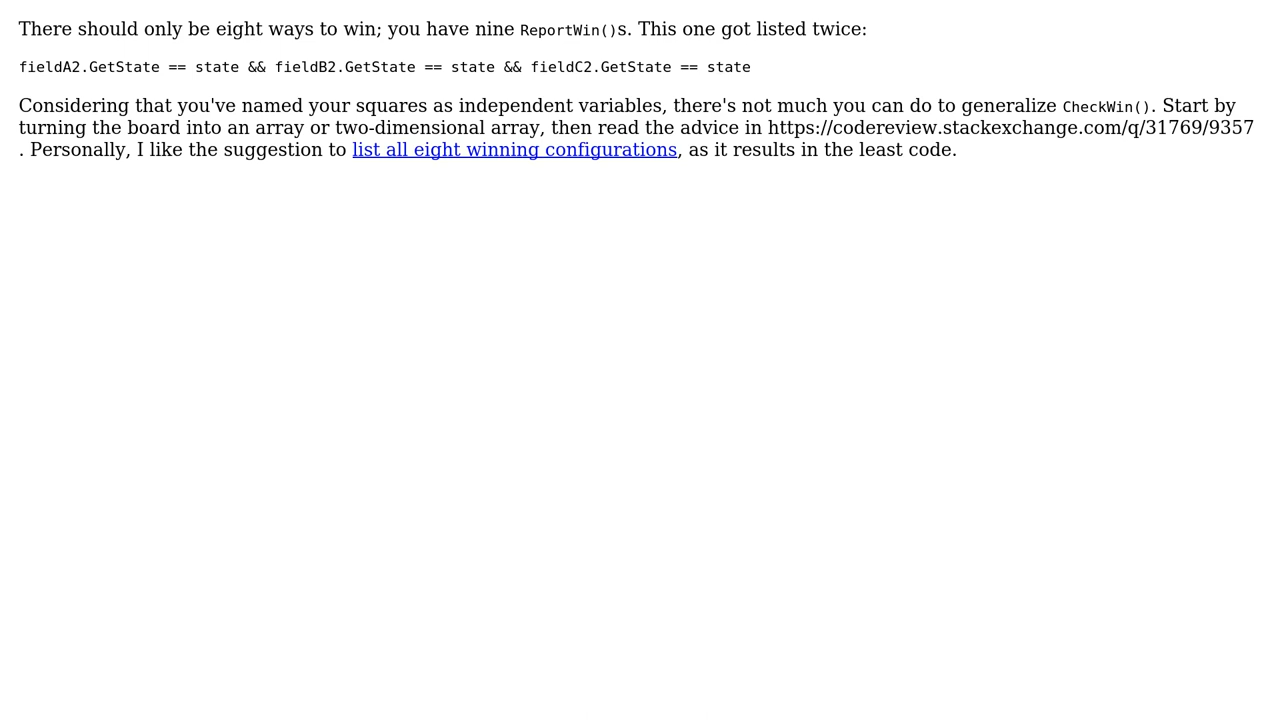 There should only be eight ways to win; you have nine ReportWin()s. This one got listed twice:
fieldA2.GetState == state && fieldB2.GetState == state && fieldC2.GetState == state
Considering that you've named your squares as independent variables, there's not much you can do to generalize CheckWin(). Start by
turning the board into an array or two-dimensional array, then read the advice in https://codereview.stackexchange.com/q/31769/9357
. Personally, I like the suggestion to list all eight winning configurations, as it results in the least code.